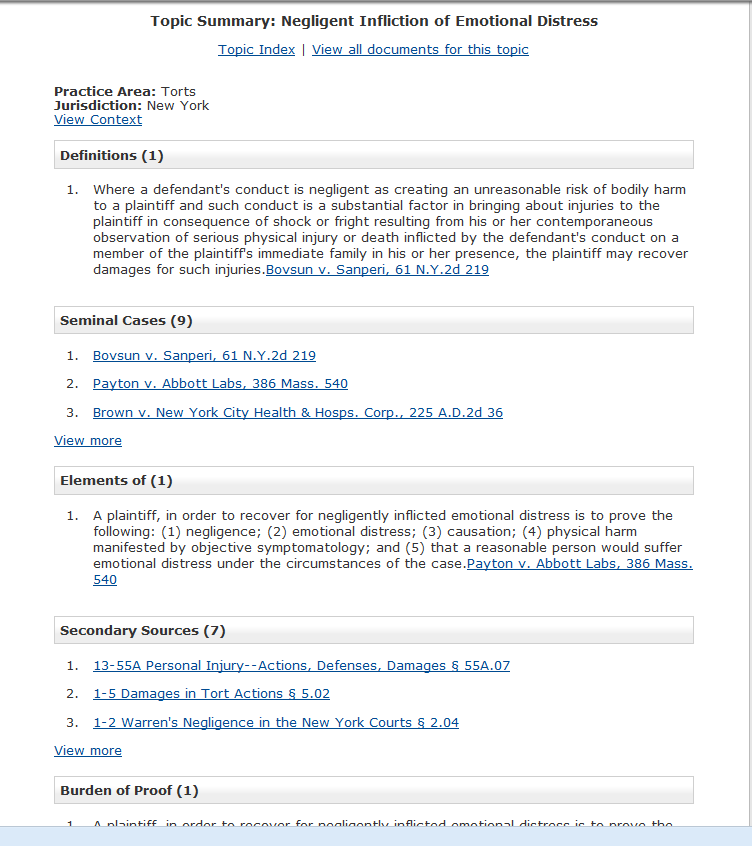 Topic Summary: Negligent Infliction of Emotional Distress
Topic Index | View all documents for this topic
Practice Area: Torts
Jurisdiction: New York
View Context
Definitions (1)
1. Where a defendant's conduct is negligent as creating an unreasonable risk of bodily harm
to a plaintiff and such conduct is a substantial factor in bringing about injuries to the
plaintiff in consequence of shock or fright resulting from his or her contemporaneous
observation of serious physical injury or death inflicted by the defendant's conduct on a
member of the plaintiff's immediate family in his or her presence, the plaintiff may recover
damages for such injuries.Bovsun v. Sanperi, 61 N.Y.2d 219
Seminal Cases (9)
1. Bovsun v. Sanperi, 61 N.Y.2d 219
2. Payton v. Abbott Labs, 386 Mass. 540
3. Brown v. New York City Health & Hosps. Corp., 225 A.D.2d 36
View more
Elements of (1)
1. A plaintiff, in order to recover for negligently inflicted emotional distress is to prove the
following: (1) negligence; (2) emotional distress; (3) causation; (4) physical harm
manifested by objective symptomatology; and (5) that a reasonable person would suffer
emotional distress under the circumstances of the case.Payton v. Abbott Labs, 386 Mass.
540
Secondary Sources (7)
1. 13-55A Personal Injury--Actions, Defenses, Damages § 55A.07
2. 1-5 Damages in Tort Actions § 5.02
3. 1-2 Warren's Negligence in the New York Courts § 2.04
View more
Burden of Proof (1)
1. A plaintiff, in order to recover for negligently inflicted emotional distress is to prove the